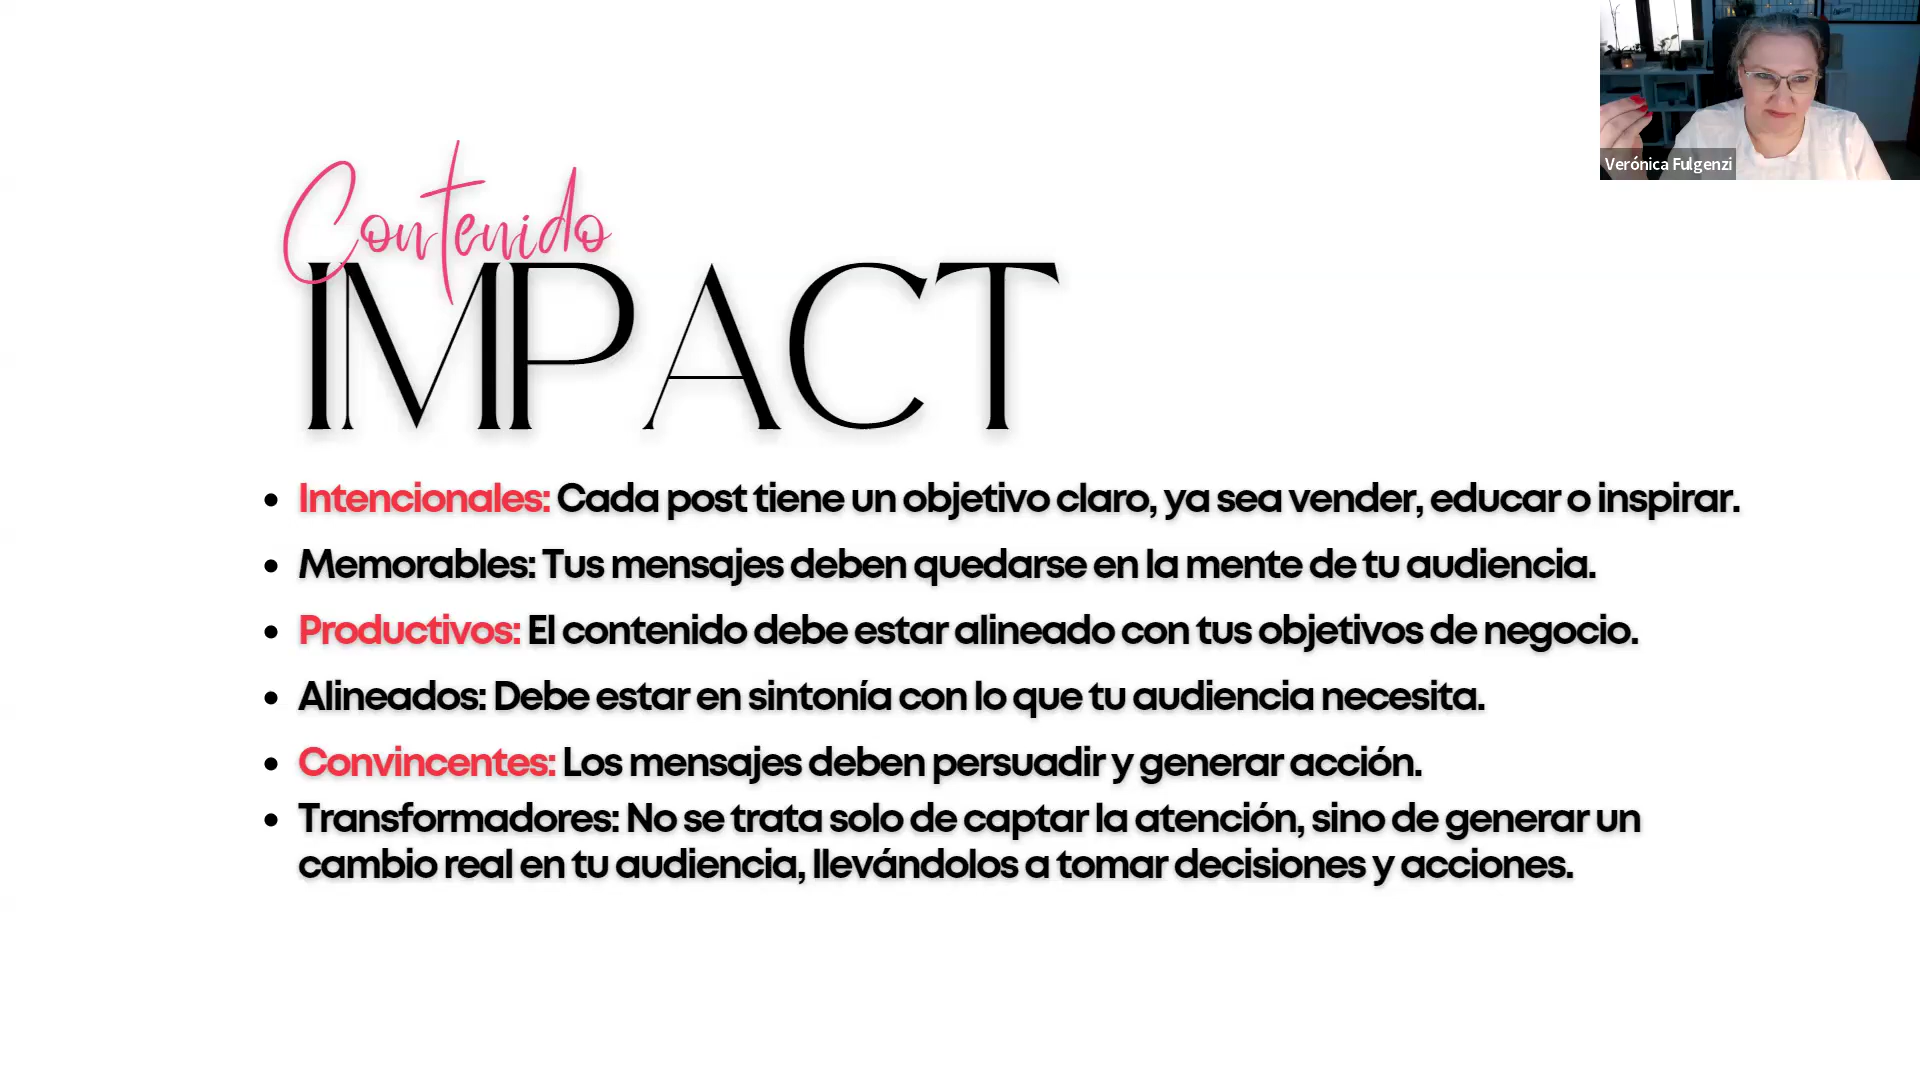 Verónica Fulgenzi
Contenido
IMPACT
• Intencionales: Cada post tiene un objetivo claro, ya sea vender, educar o inspirar.
• Memorables: Tus mensajes deben quedarse en la mente de tu audiencia.
• Productivos: El contenido debe estar alineado con tus objetivos de negocio.
• Alineados: Debe estar en sintonía con lo que tu audiencia necesita.
• Convincentes: Los mensajes deben persuadir y generar acción.
• Transformadores: No se trata solo de captar la atención, sino de generar un
cambio real en tu audiencia, llevándolos a tomar decisiones y acciones.